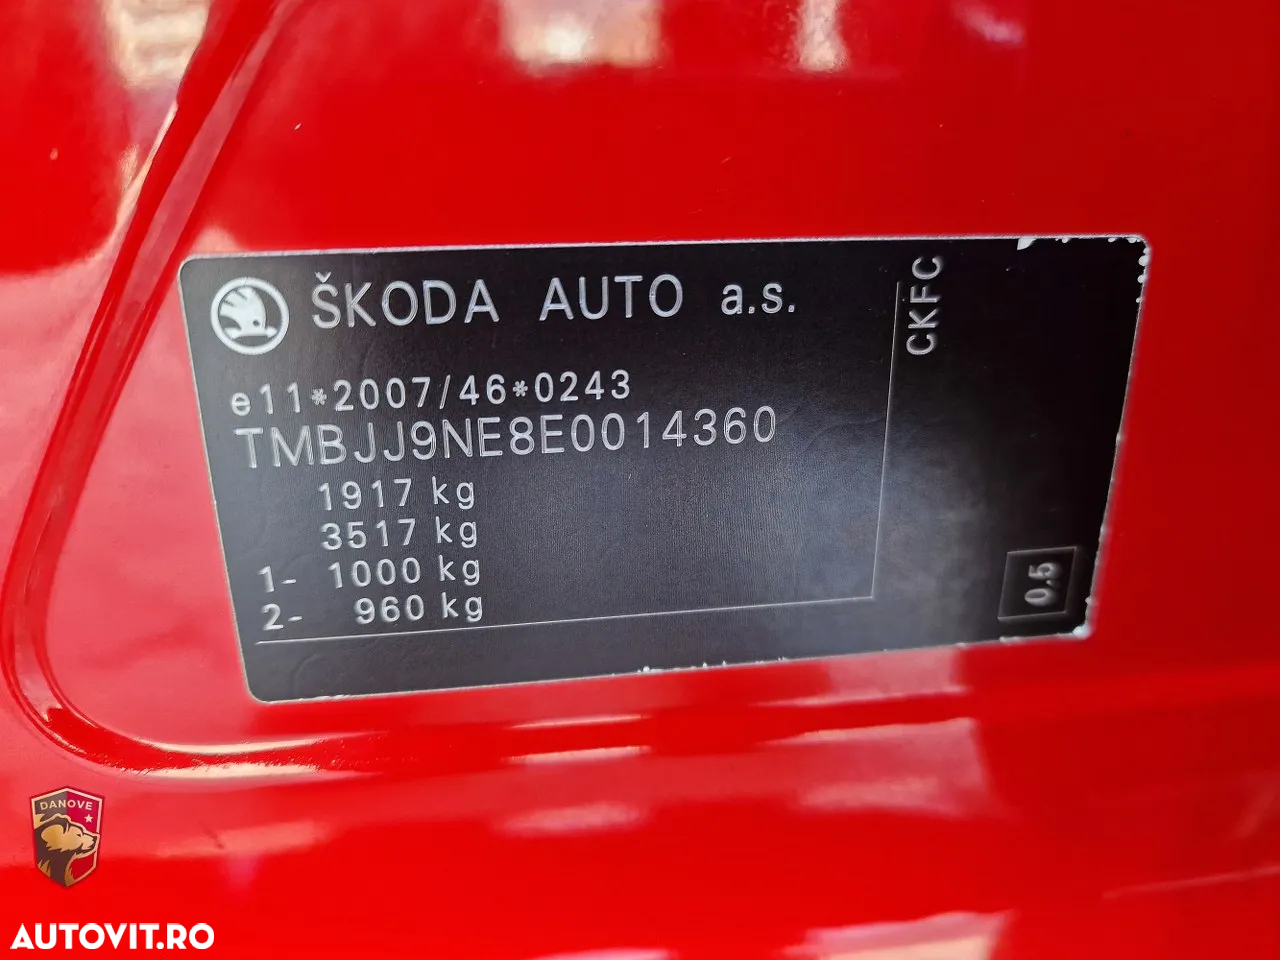 ŠKODA AUTO a.s.
CKFC
e11*2007/46*0243
TMBJJ9NE8E0014360
1917 kg
3517 kg
1- 1000 kg
2- 960 kg
0.5
DANOVE
AUTOVIT.RO